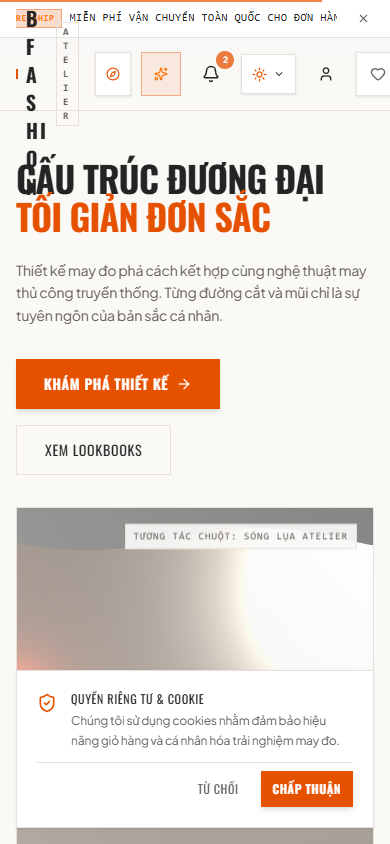 FREESHIP MIỄN PHÍ VẬN CHUYỂN TOÀN QUỐC CHO ĐƠN
B FASHION
ATELIER
2
CẤU TRÚC ĐƯƠNG ĐẠI
TỐI GIẢN ĐƠN SẮC
Thiết kế may đo phá cách kết hợp cùng nghệ thuật may
thủ công truyền thống. Từng đường cắt và mũi chỉ là sự
tuyên ngôn của bản sắc cá nhân.
KHÁM PHÁ THIẾT KẾ →
XEM LOOKBOOKS
TƯƠNG TÁC CHUỘT: SÓNG LỤA ATELIER
QUYỀN RIÊNG TƯ & COOKIE
Chúng tôi sử dụng cookies nhằm đảm bảo hiệu
năng giỏ hàng và cá nhân hóa trải nghiệm may đo.
TỪ CHỐI
CHẤP THUẬN